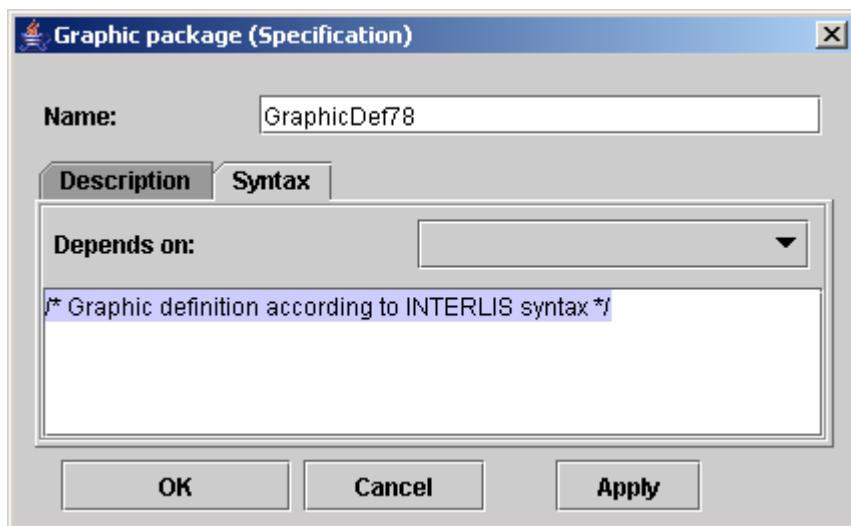 Graphic package (Specification)
Name:
GraphicDef78
Description
Syntax
Depends on:
/* Graphic definition according to INTERLIS syntax */
OK
Cancel
Apply